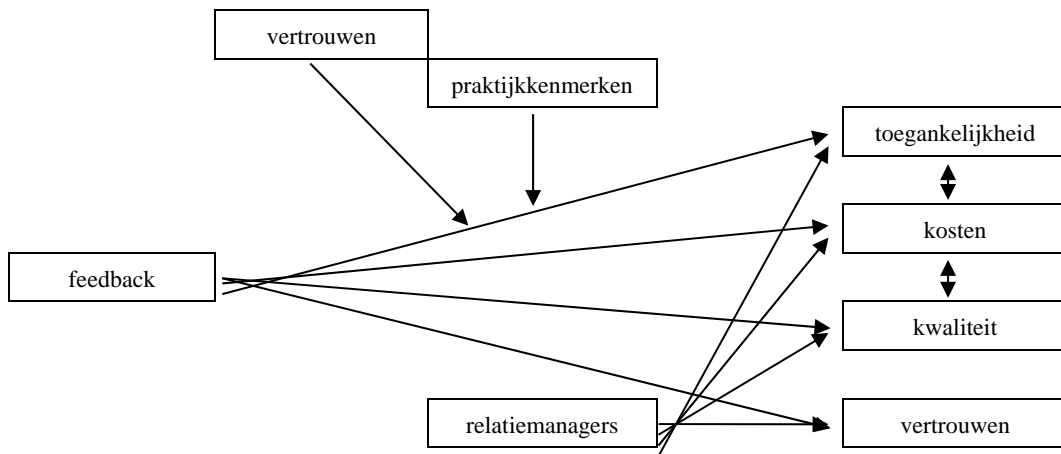 vertrouwen
praktijkkenmerken
toegankelijkheid
kosten
feedback
kwaliteit
relatiemanagers
vertrouwen